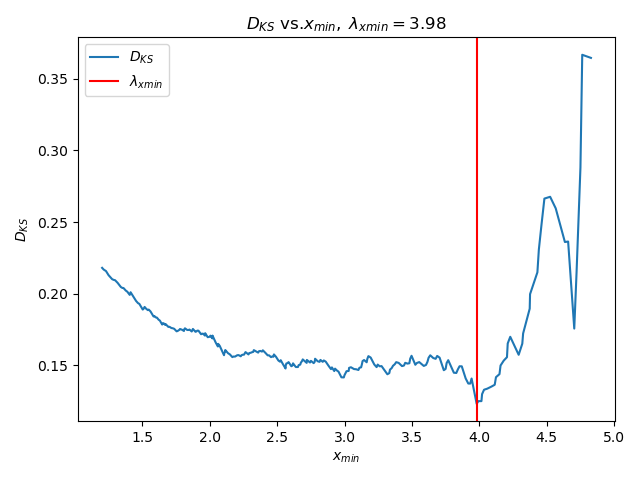 D_KS vs.x_min, λ_xmin = 3.98
D_KS
λ_xmin
0.35
0.30
0.25
0.20
0.15
D_KS
1.5 2.0 2.5 3.0 3.5 4.0 4.5 5.0
x_min